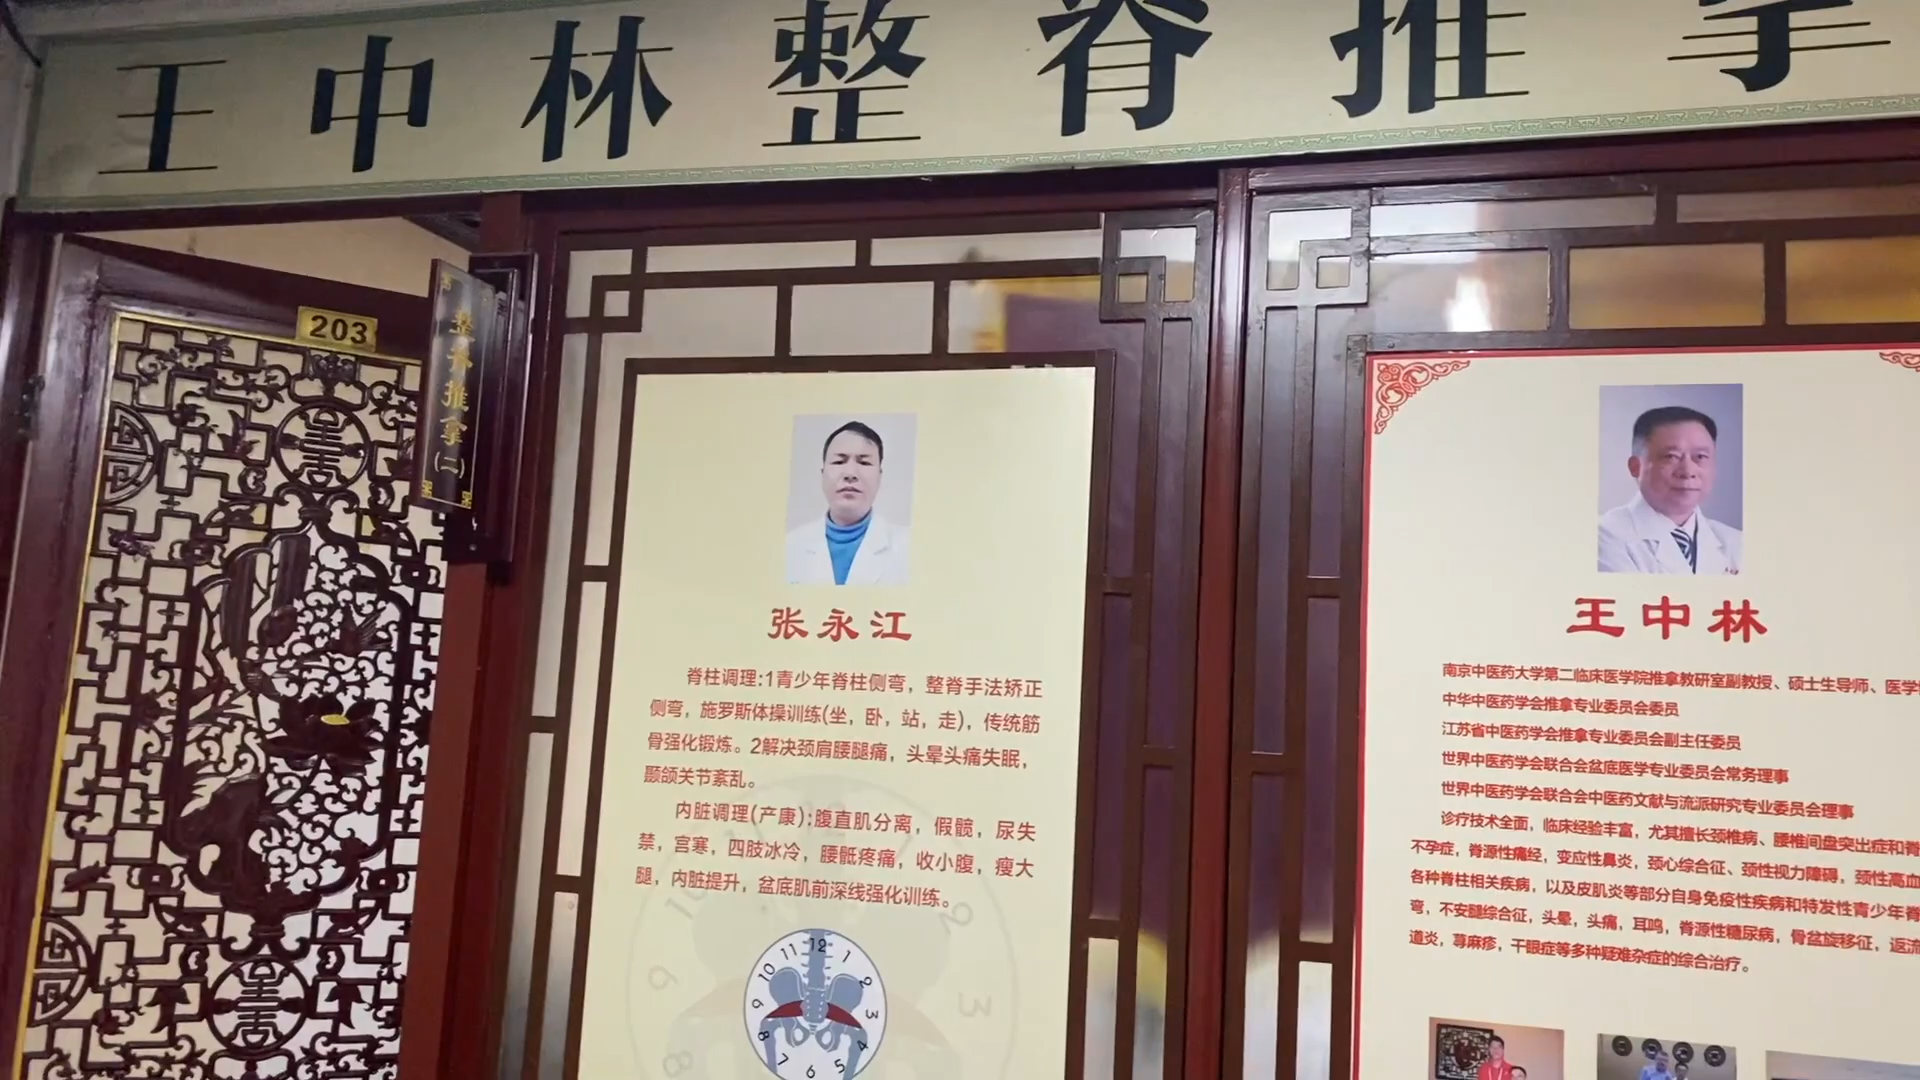 王中林整脊推拿
203
整脊推拿(二)
张永江
脊柱调理:1青少年脊柱侧弯，整脊手法矫正
侧弯，施罗斯体操训练(坐，卧，站，走)，传统筋
骨强化锻炼。2解决颈肩腰腿痛，头晕头痛失眠，
颞颌关节紊乱。
内脏调理(产康):腹直肌分离，假髋，尿失
禁，宫寒，四肢冰冷，腰骶疼痛，收小腹，瘦大
腿，内脏提升，盆底肌前深线强化训练。
12
11 1
10 2
9 3
8 4
7 5
6
王中林
南京中医药大学第二临床医学院推拿教研室副教授、硕士生导师、医学
中华中医药学会推拿专业委员会委员
江苏省中医药学会推拿专业委员会副主任委员
世界中医药学会联合会盆底医学专业委员会常务理事
世界中医药学会联合会中医药文献与流派研究专业委员会理事
诊疗技术全面，临床经验丰富，尤其擅长颈椎病、腰椎间盘突出症和脊
不孕症，脊源性痛经，变应性鼻炎，颈心综合征、颈性视力障碍，颈性高血
各种脊柱相关疾病，以及皮肌炎等部分自身免疫性疾病和特发性青少年脊
弯，不安腿综合征，头晕，头痛，耳鸣，脊源性糖尿病，骨盆旋移征，返流
道炎，荨麻疹，干眼症等多种疑难杂症的综合治疗。